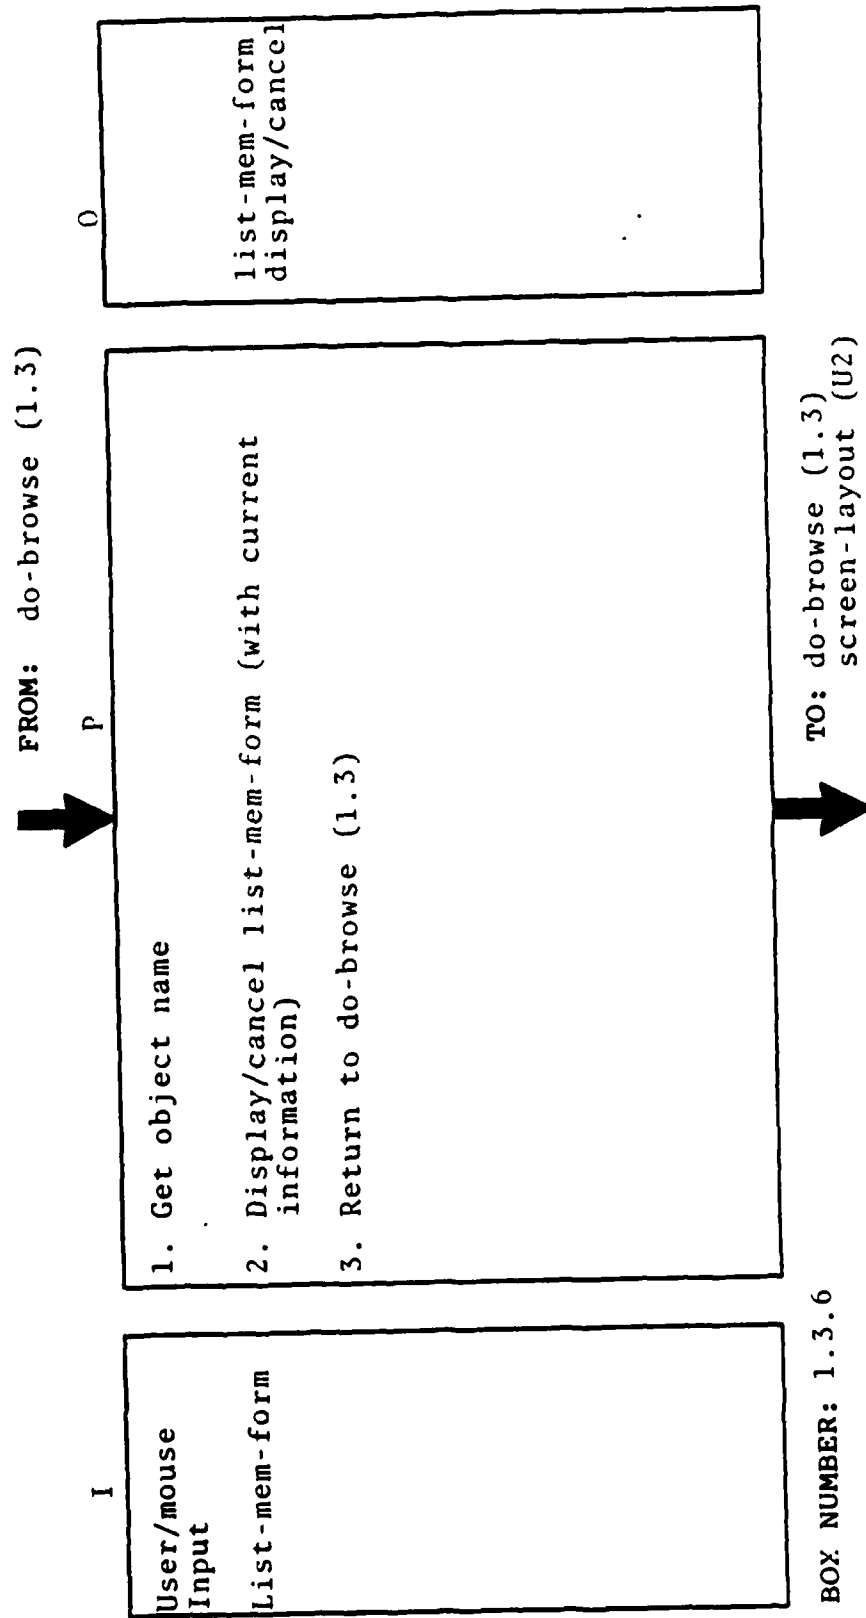 FROM: do-browse (1.3)
I
P
O
User/mouse
Input
List-mem-form
1. Get object name
2. Display/cancel list-mem-form (with current
information)
3. Return to do-browse (1.3)
list-mem-form
display/cancel
BOX NUMBER: 1.3.6
TO: do-browse (1.3)
screen-layout (U2)